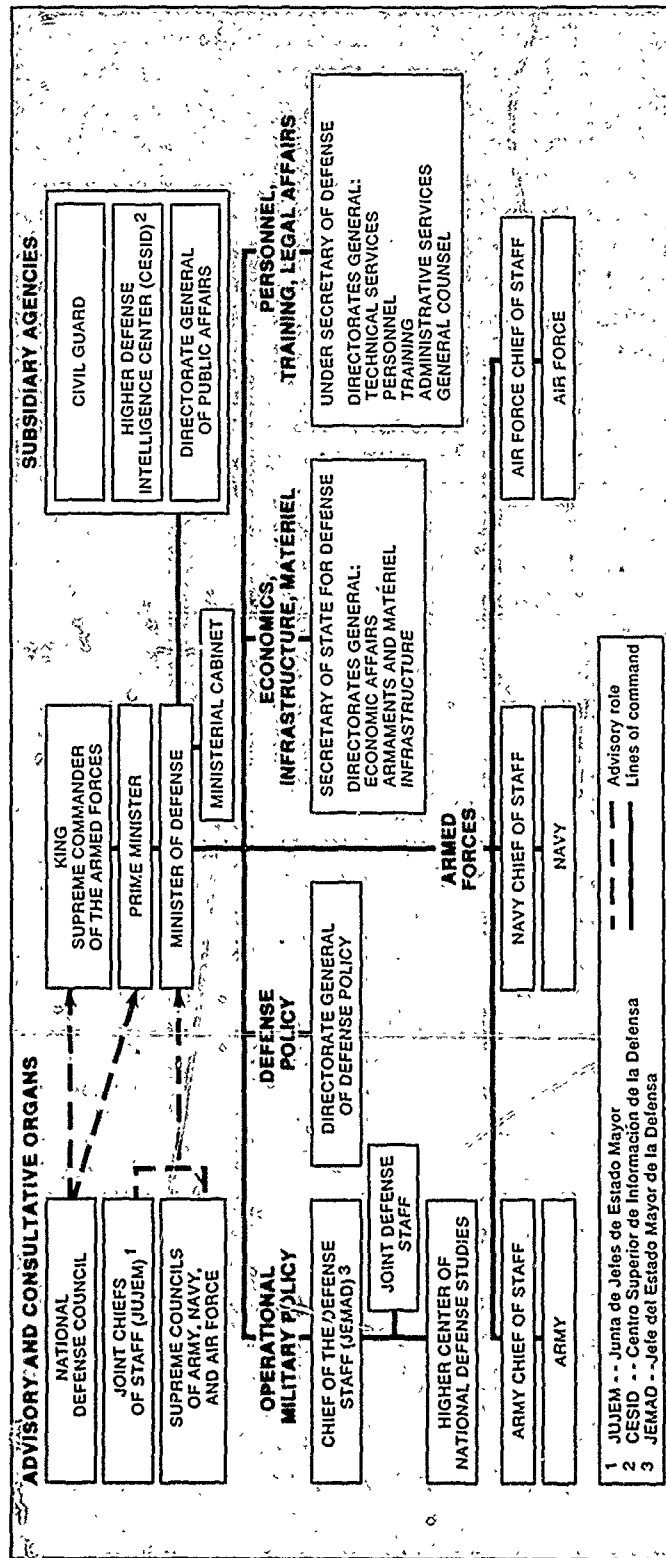 ADVISORY AND CONSULTATIVE ORGANS
NATIONAL
DEFENSE COUNCIL
JOINT CHIEFS
OF STAFF (JUJEM) 1
SUPREME COUNCILS
OF ARMY, NAVY,
AND AIR FORCE
KING
SUPREME COMMANDER
OF THE ARMED FORCES
PRIME MINISTER
MINISTER OF DEFENSE
MINISTERIAL CABINET
SUBSIDIARY AGENCIES
CIVIL GUARD
HIGHER DEFENSE
INTELLIGENCE CENTER (CESID) 2
DIRECTORATE GENERAL
OF PUBLIC AFFAIRS
OPERATIONAL
MILITARY POLICY
CHIEF OF THE DEFENSE
STAFF (JEMAD) 3
JOINT DEFENSE
STAFF
HIGHER CENTER OF
NATIONAL DEFENSE STUDIES
DEFENSE
POLICY
DIRECTORATE GENERAL
OF DEFENSE POLICY
ECONOMICS,
INFRASTRUCTURE, MATÉRIEL
SECRETARY OF STATE FOR DEFENSE
DIRECTORATES GENERAL:
ECONOMIC AFFAIRS
ARMAMENTS AND MATÉRIEL
INFRASTRUCTURE
PERSONNEL,
TRAINING, LEGAL AFFAIRS
UNDER SECRETARY OF DEFENSE
DIRECTORATES GENERAL:
TECHNICAL SERVICES
PERSONNEL
TRAINING
ADMINISTRATIVE SERVICES
GENERAL COUNSEL
ARMED
FORCES
ARMY CHIEF OF STAFF
ARMY
NAVY CHIEF OF STAFF
NAVY
AIR FORCE CHIEF OF STAFF
AIR FORCE
1 JUJEM -- Junta de Jefes de Estado Mayor
2 CESID -- Centro Superior de Información de la Defensa
3 JEMAD -- Jefe del Estado Mayor de la Defensa
Advisory role
Lines of command